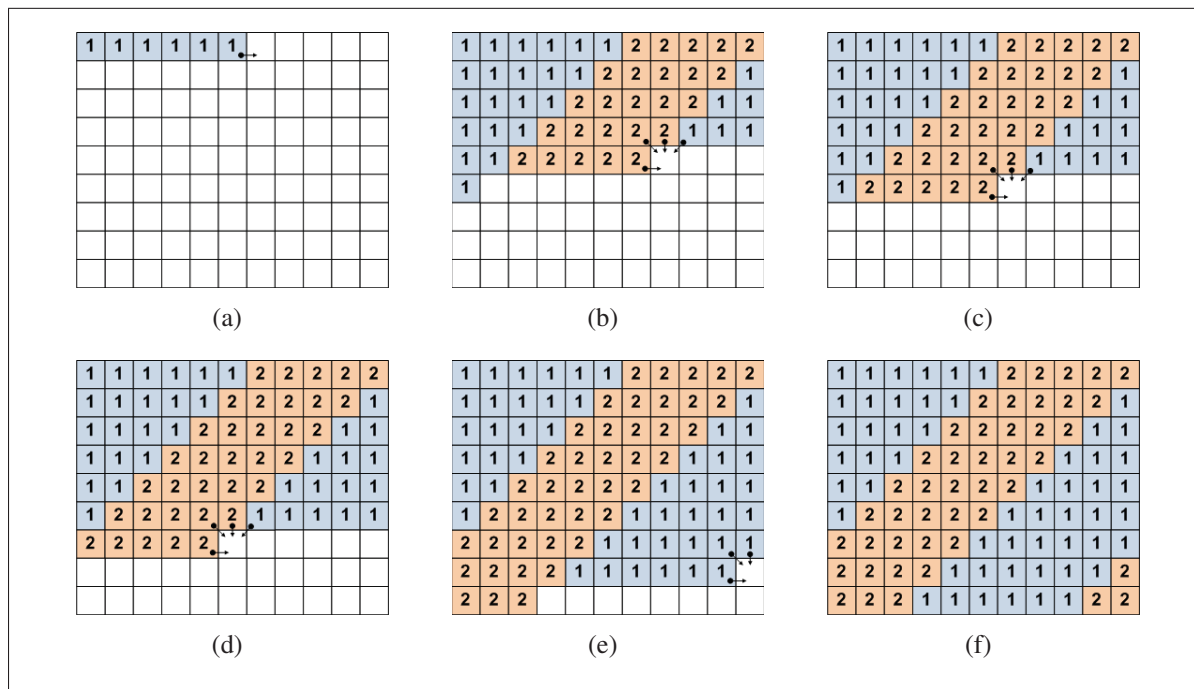 1 1 1 1 1 1
(a)
1 1 1 1 1 1 2 2 2 2 2
1 1 1 1 1 2 2 2 2 2 1
1 1 1 1 2 2 2 2 2 1 1
1 1 1 2 2 2 2 2 1 1 1
1 1 2 2 2 2 2
1
(b)
1 1 1 1 1 1 2 2 2 2 2
1 1 1 1 1 2 2 2 2 2 1
1 1 1 1 2 2 2 2 2 1 1
1 1 1 2 2 2 2 2 1 1 1
1 1 2 2 2 2 2 1 1 1 1
1 2 2 2 2 2
(c)
1 1 1 1 1 1 2 2 2 2 2
1 1 1 1 1 2 2 2 2 2 1
1 1 1 1 2 2 2 2 2 1 1
1 1 1 2 2 2 2 2 1 1 1
1 1 2 2 2 2 2 1 1 1 1
1 2 2 2 2 2 1 1 1 1 1
2 2 2 2 2
(d)
1 1 1 1 1 1 2 2 2 2 2
1 1 1 1 1 2 2 2 2 2 1
1 1 1 1 2 2 2 2 2 1 1
1 1 1 2 2 2 2 2 1 1 1
1 1 2 2 2 2 2 1 1 1 1
1 2 2 2 2 2 1 1 1 1 1
2 2 2 2 2 1 1 1 1 1 1
2 2 2 2 1 1 1 1 1 1
2 2 2
(e)
1 1 1 1 1 1 2 2 2 2 2
1 1 1 1 1 2 2 2 2 2 1
1 1 1 1 2 2 2 2 2 1 1
1 1 1 2 2 2 2 2 1 1 1
1 1 2 2 2 2 2 1 1 1 1
1 2 2 2 2 2 1 1 1 1 1
2 2 2 2 2 1 1 1 1 1 1
2 2 2 2 1 1 1 1 1 1 2
2 2 2 1 1 1 1 1 1 2 2
(f)